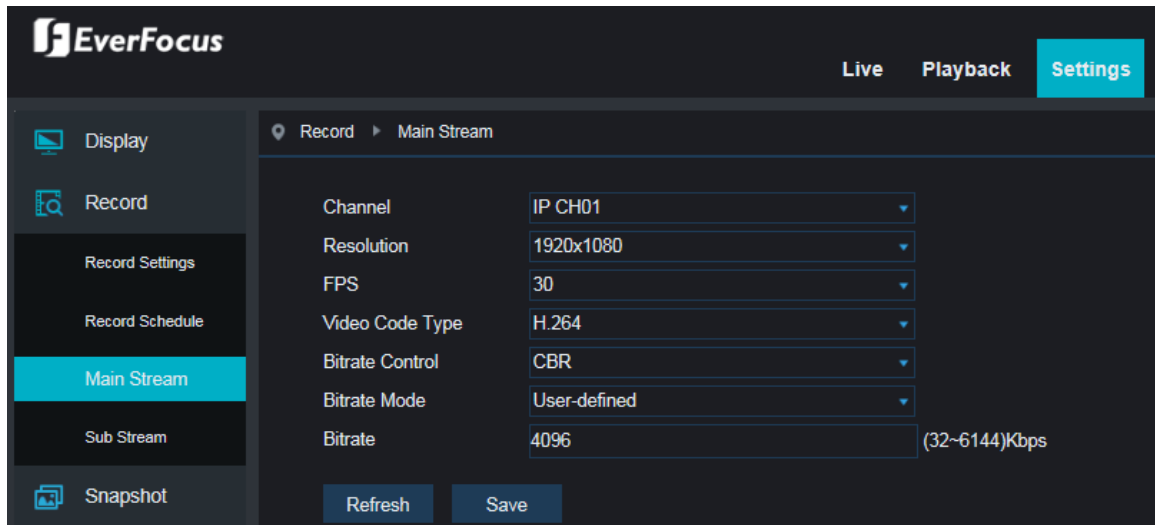 EverFocus
Live Playback Settings
Display
Record
Record Settings
Record Schedule
Main Stream
Sub Stream
Snapshot
Record Main Stream
Channel IP CH01
Resolution 1920x1080
FPS 30
Video Code Type H.264
Bitrate Control CBR
Bitrate Mode User-defined
Bitrate 4096 (32~6144)Kbps
Refresh Save